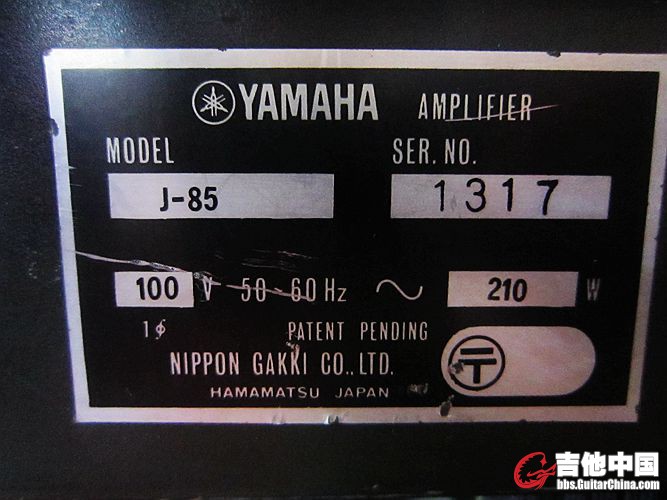 YAMAHA AMPLIFIER
MODEL SER. NO.
J-85 1317
100 V 50-60 Hz ~ 210 W
1ϕ PATENT PENDING
NIPPON GAKKI CO., LTD.
HAMAMATSU JAPAN
〒
吉他中国
bbs.GuitarChina.com